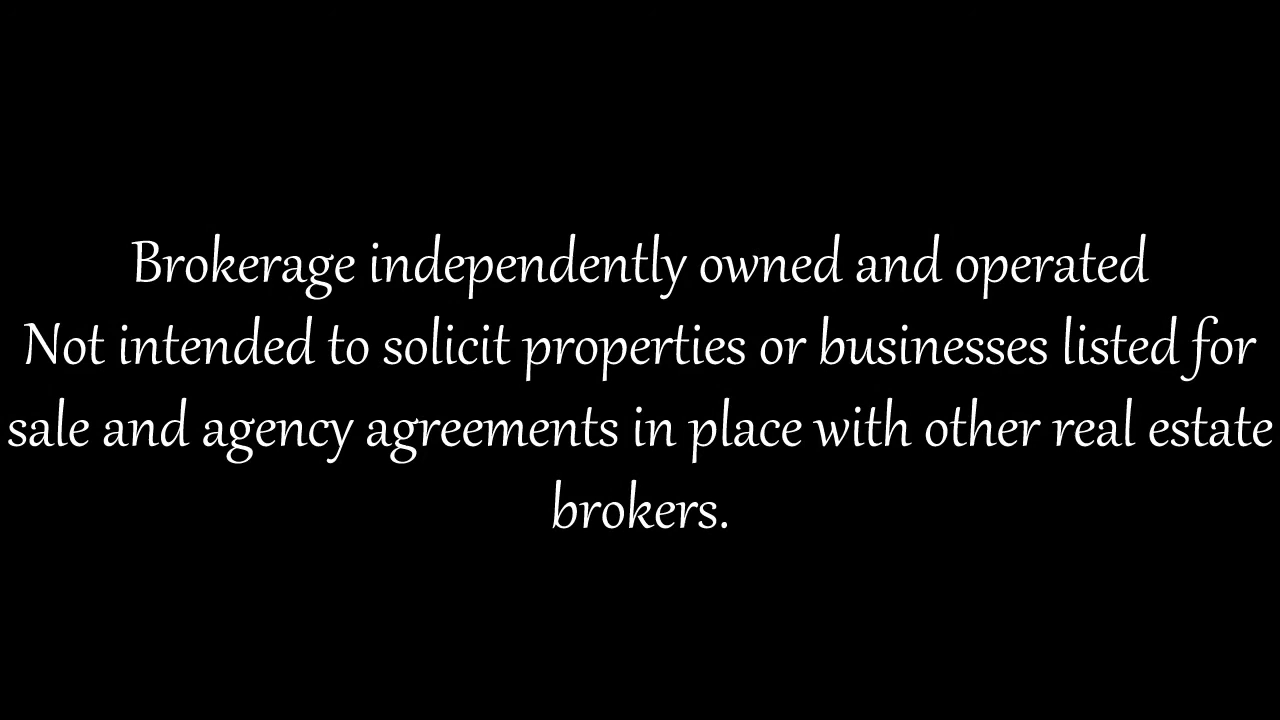 Brokerage independently owned and operated
Not intended to solicit properties or businesses listed for
sale and agency agreements in place with other real estate
brokers.